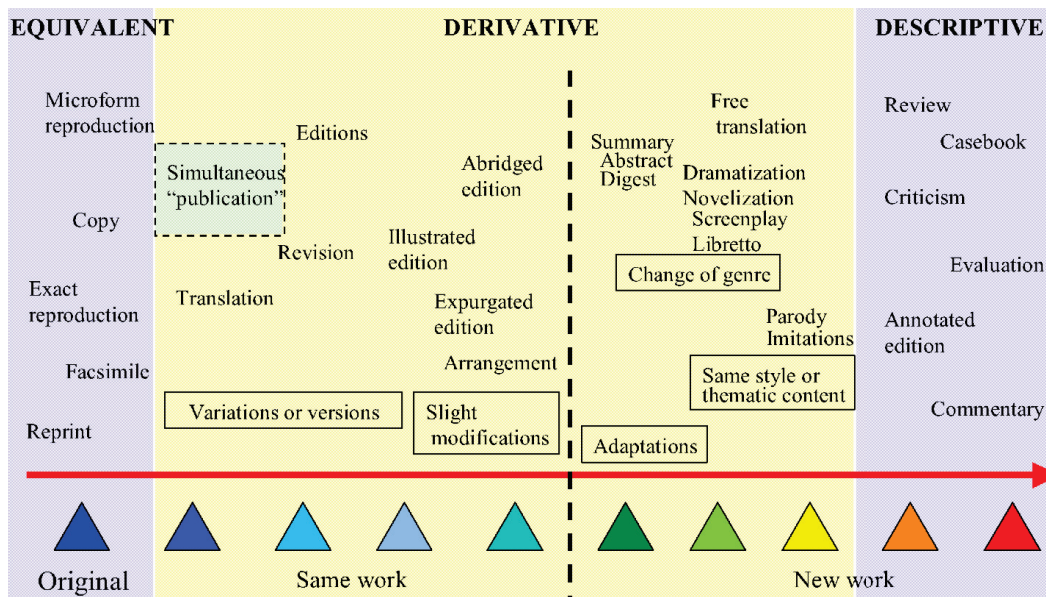 EQUIVALENT
DERIVATIVE
DESCRIPTIVE
Microform
reproduction
Copy
Exact
reproduction
Facsimile
Reprint
Simultaneous
“publication”
Editions
Abridged
edition
Revision
Illustrated
edition
Translation
Expurgated
edition
Arrangement
Variations or versions
Slight
modifications
Free
translation
Summary
Abstract
Digest
Dramatization
Novelization
Screenplay
Libretto
Change of genre
Parody
Imitations
Same style or
thematic content
Adaptations
Review
Casebook
Criticism
Evaluation
Annotated
edition
Commentary
Original
Same work
New work